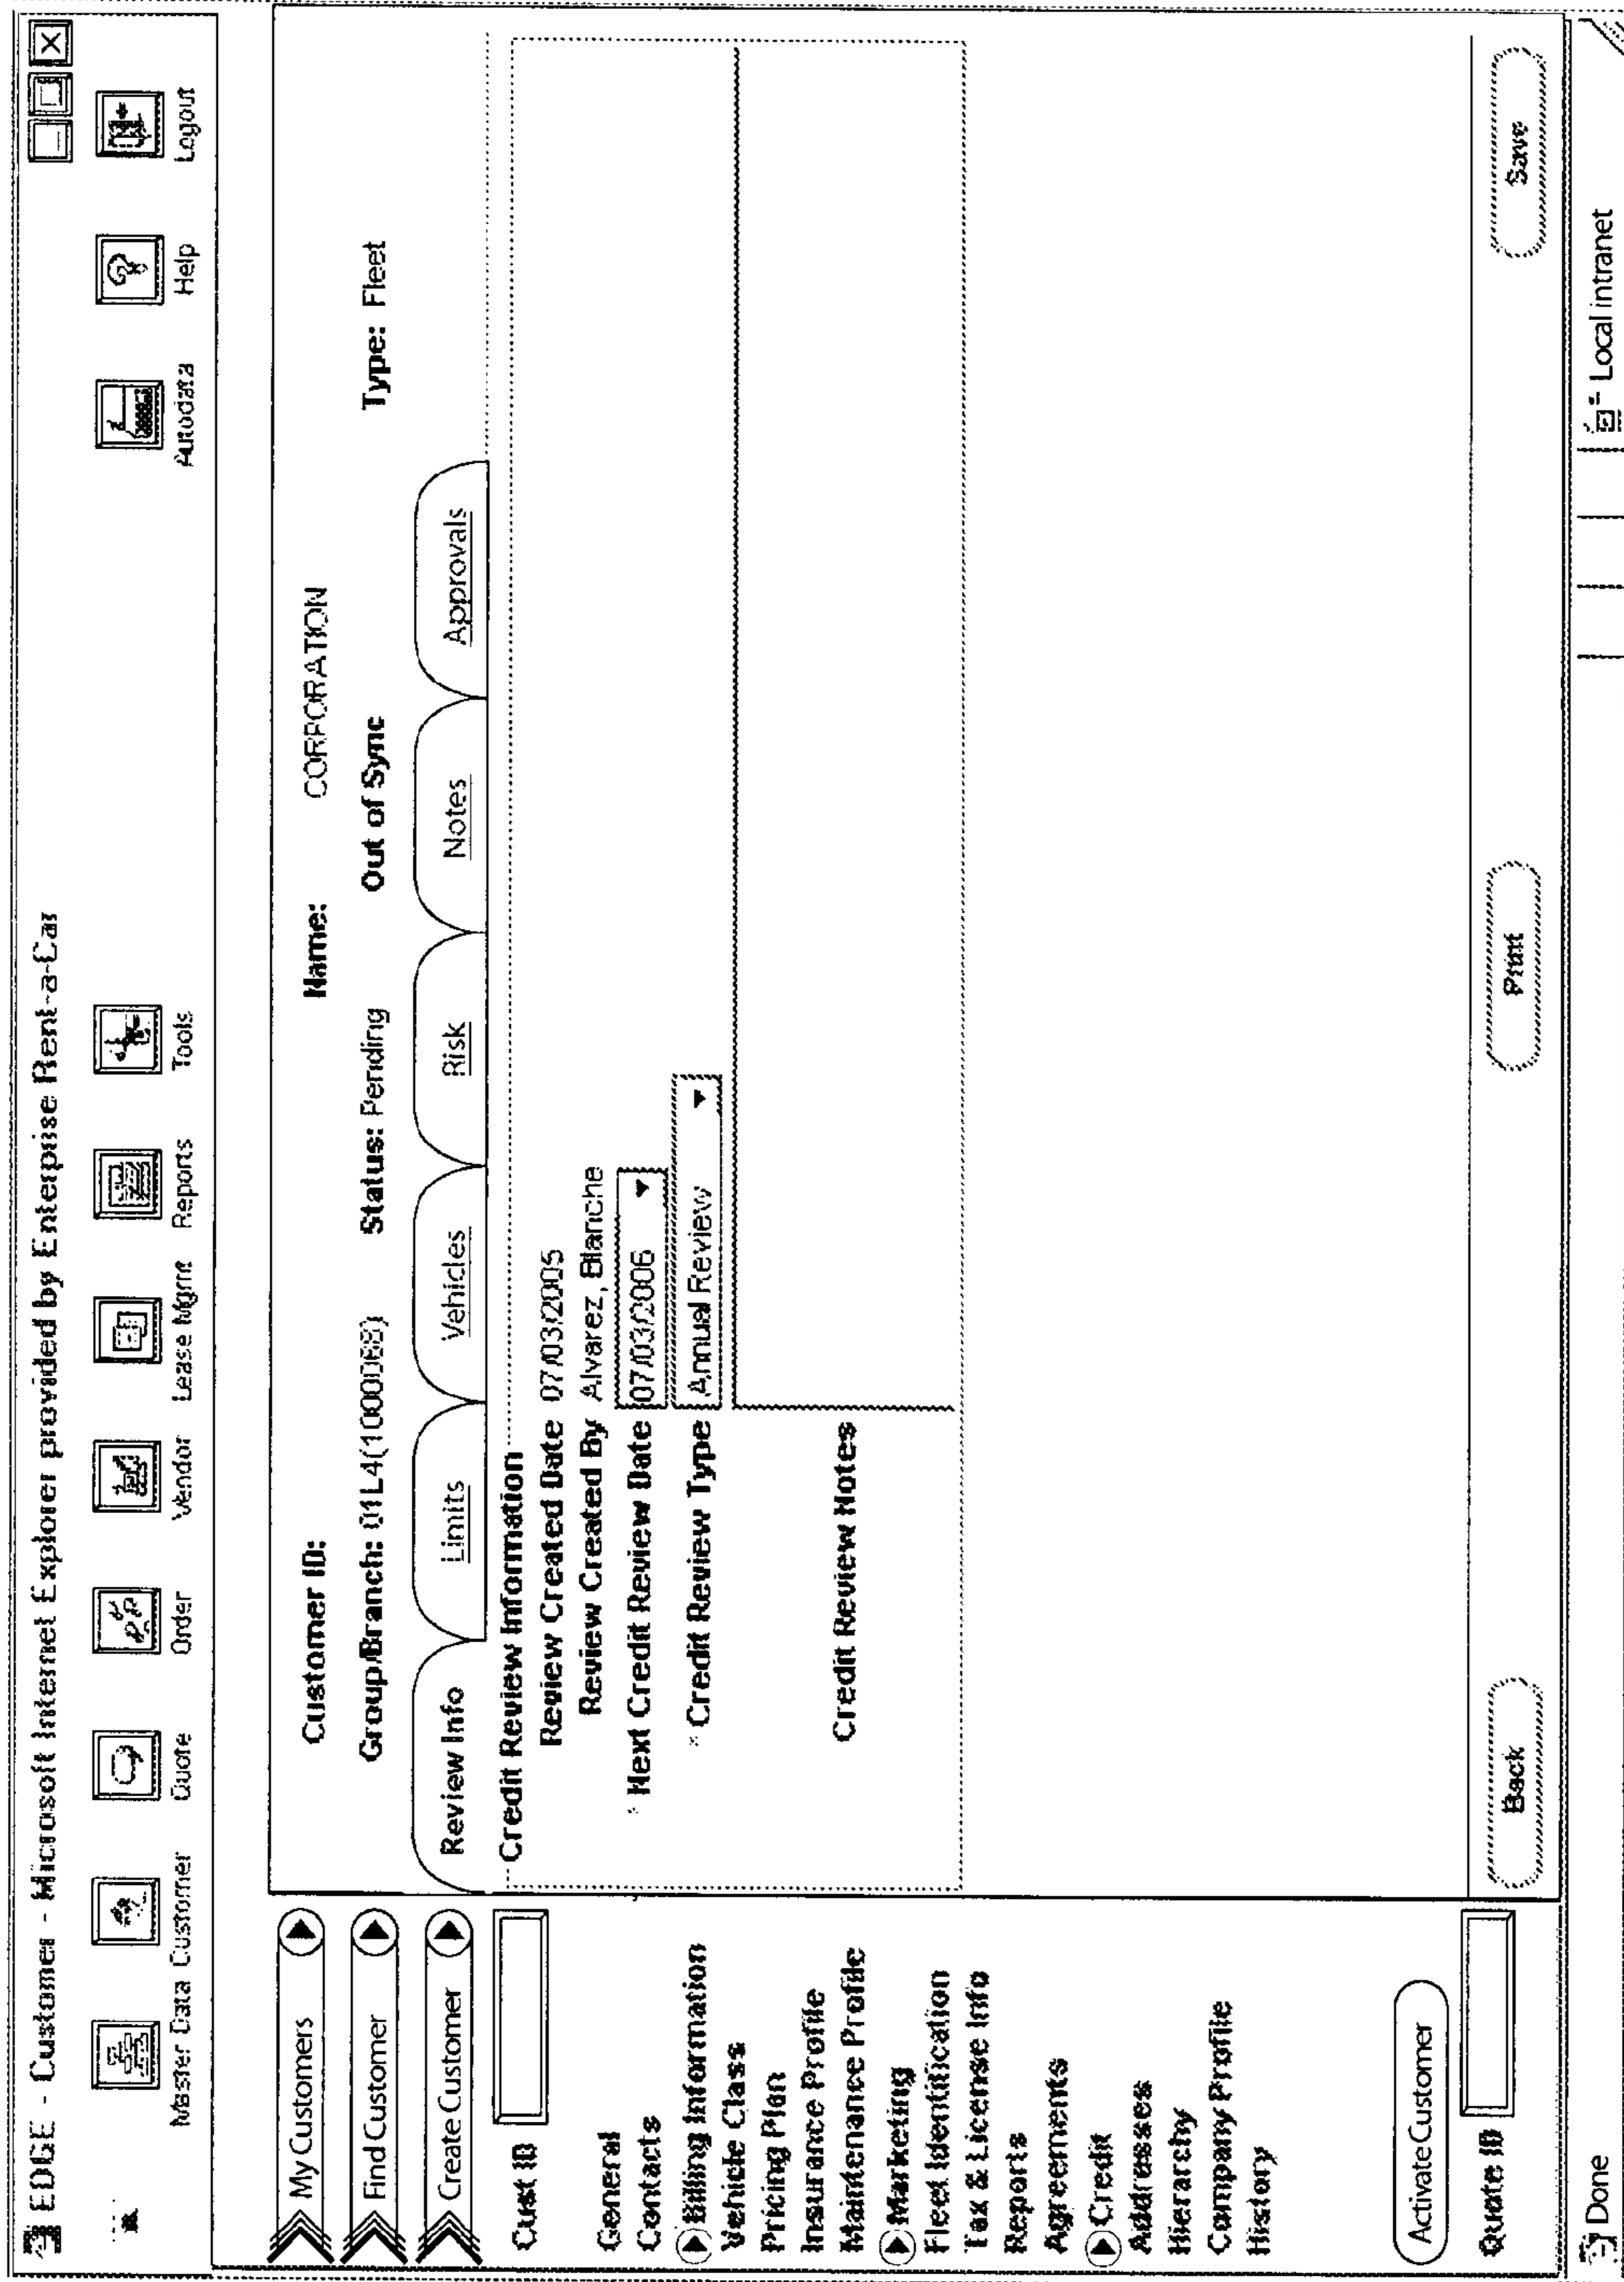 EDGE - Customer - Microsoft Internet Explorer provided by Enterprise Rent-a-Car
Master Data Customer Quote Order Vendor Lease Mgmt Reports Tools Autodata Help Logout
My Customers
Find Customer
Create Customer
Cust ID
General
Contacts
Billing Information
Vehicle Class
Pricing Plan
Insurance Profile
Maintenance Profile
Marketing
Fleet Identification
Tax & License Info
Reports
Agreements
Credit
Addresses
Hierarchy
Company Profile
History
Activate Customer
Quote ID
Customer ID: Name: CORPORATION
Group/Branch: 01L4(100068) Status: Pending Out of Sync Type: Fleet
Review Info Limits Vehicles Risk Notes Approvals
Credit Review Information
Review Created Date 07/03/2005
Review Created By Alvarez, Blanche
* Next Credit Review Date 07/03/2006
* Credit Review Type Annual Review
Credit Review Notes
Back Print Save
Done Local intranet